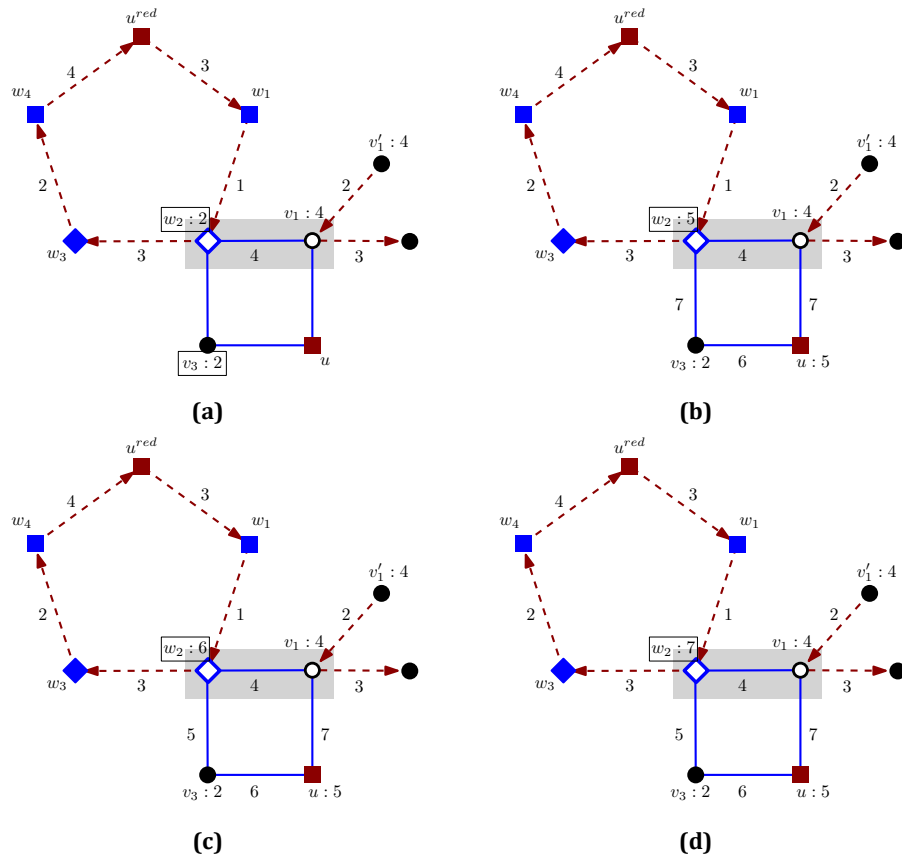 u^{red} u^{red}
4 3 4 3
w_4 w_1 w_4 w_1
v'_1 : 4 v'_1 : 4
2 1 2 2 1 2
w_2 : 2 v_1 : 4 w_2 : 5 v_1 : 4
w_3 3 4 3 w_3 3 4 3
7 7
v_3 : 2 u v_3 : 2 6 u : 5
(a) (b)
u^{red} u^{red}
4 3 4 3
w_4 w_1 w_4 w_1
v'_1 : 4 v'_1 : 4
2 1 2 2 1 2
w_2 : 6 v_1 : 4 w_2 : 7 v_1 : 4
w_3 3 4 3 w_3 3 4 3
5 7 5 7
v_3 : 2 6 u : 5 v_3 : 2 6 u : 5
(c) (d)